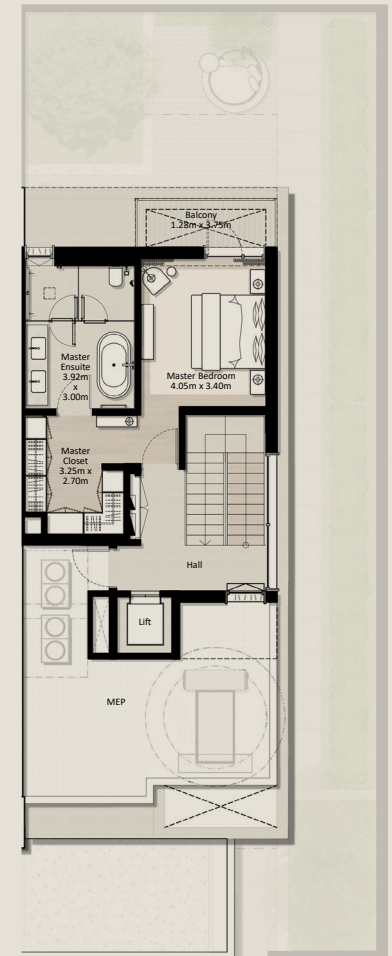 Balcony
1.28m x 3.75m
Master
Ensuite
3.92m
x
3.00m
Master Bedroom
4.05m x 3.40m
Master
Closet
3.25m x
2.70m
Hall
Lift
MEP